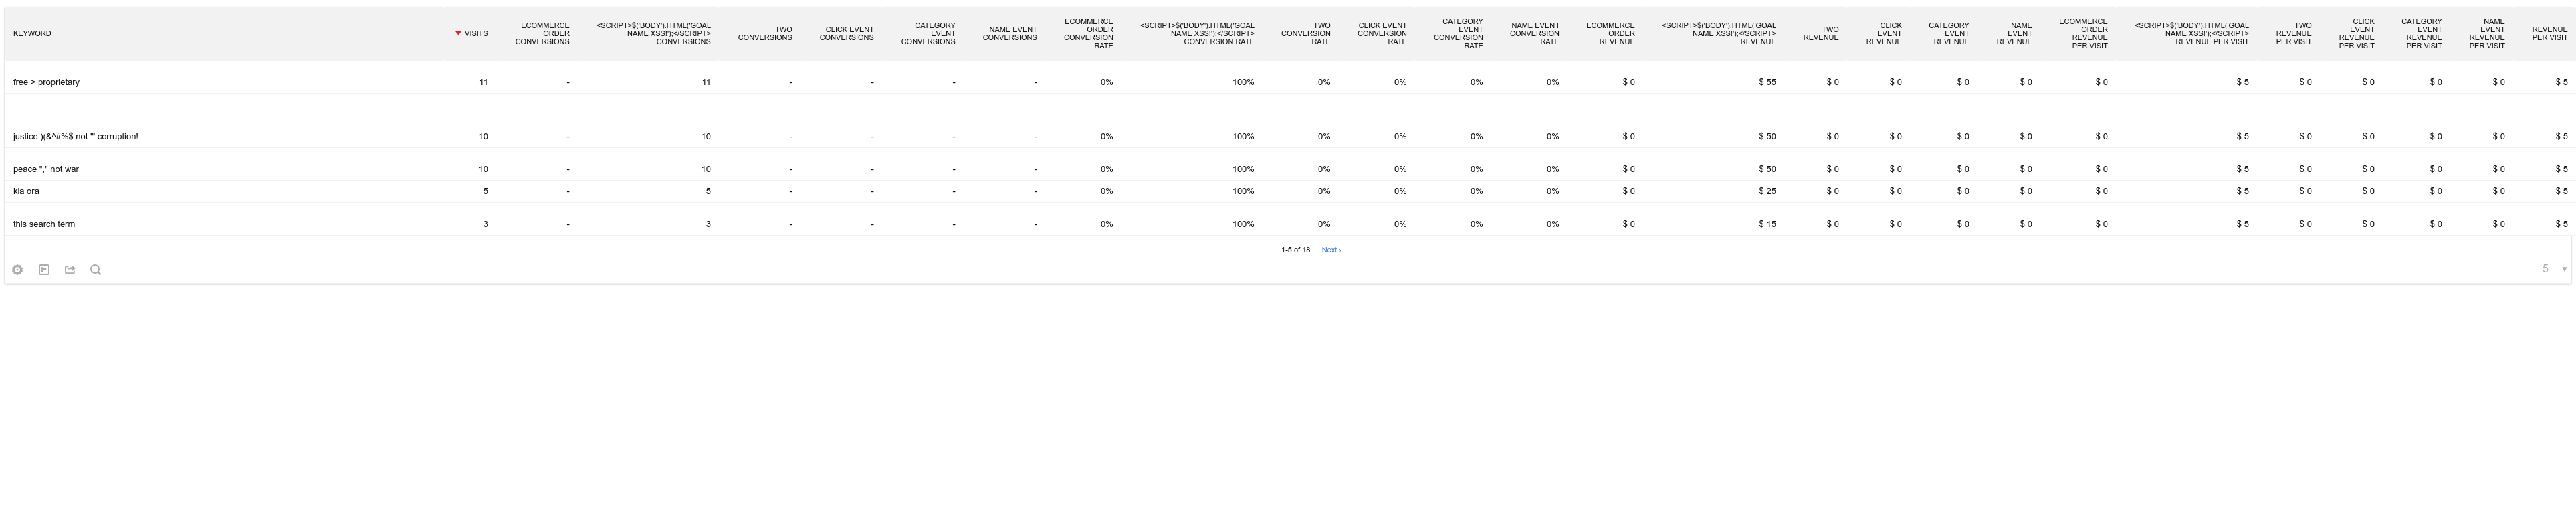 KEYWORD VISITS ECOMMERCE ORDER CONVERSIONS <SCRIPT>$('BODY').HTML('GOAL NAME XSS!');</SCRIPT> CONVERSIONS TWO CONVERSIONS CLICK EVENT CONVERSIONS CATEGORY EVENT CONVERSIONS NAME EVENT CONVERSIONS ECOMMERCE ORDER CONVERSION RATE <SCRIPT>$('BODY').HTML('GOAL NAME XSS!');</SCRIPT> CONVERSION RATE TWO CONVERSION RATE CLICK EVENT CONVERSION RATE CATEGORY EVENT CONVERSION RATE NAME EVENT CONVERSION RATE ECOMMERCE ORDER REVENUE <SCRIPT>$('BODY').HTML('GOAL NAME XSS!');</SCRIPT> REVENUE TWO REVENUE CLICK EVENT REVENUE CATEGORY EVENT REVENUE NAME EVENT REVENUE ECOMMERCE ORDER REVENUE PER VISIT <SCRIPT>$('BODY').HTML('GOAL NAME XSS!');</SCRIPT> REVENUE PER VISIT TWO REVENUE PER VISIT CLICK EVENT REVENUE PER VISIT CATEGORY EVENT REVENUE PER VISIT NAME EVENT REVENUE PER VISIT REVENUE PER VISIT
free > proprietary 11 - 11 - - - - 0% 100% 0% 0% 0% 0% $ 0 $ 55 $ 0 $ 0 $ 0 $ 0 $ 0 $ 5 $ 0 $ 0 $ 0 $ 0 $ 5
justice )(&^#%$ not '" corruption! 10 - 10 - - - - 0% 100% 0% 0% 0% 0% $ 0 $ 50 $ 0 $ 0 $ 0 $ 0 $ 0 $ 5 $ 0 $ 0 $ 0 $ 0 $ 5
peace "," not war 10 - 10 - - - - 0% 100% 0% 0% 0% 0% $ 0 $ 50 $ 0 $ 0 $ 0 $ 0 $ 0 $ 5 $ 0 $ 0 $ 0 $ 0 $ 5
kia ora 5 - 5 - - - - 0% 100% 0% 0% 0% 0% $ 0 $ 25 $ 0 $ 0 $ 0 $ 0 $ 0 $ 5 $ 0 $ 0 $ 0 $ 0 $ 5
this search term 3 - 3 - - - - 0% 100% 0% 0% 0% 0% $ 0 $ 15 $ 0 $ 0 $ 0 $ 0 $ 0 $ 5 $ 0 $ 0 $ 0 $ 0 $ 5
1-5 of 18 Next ›
5